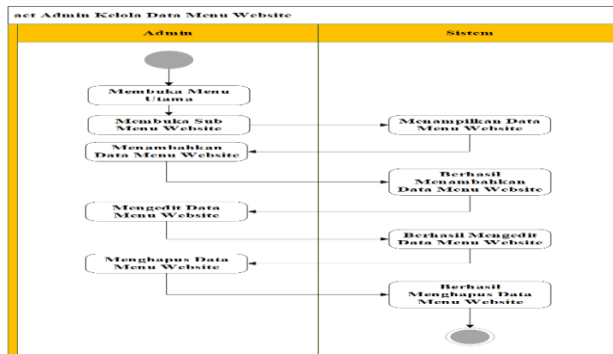 act Admin Kelola Data Menu Website
Admin
Sistem
Membuka Menu
Utama
Membuka Sub
Menu Website
Menampilkan Data
Menu Website
Menambahkan
Data Menu Website
Berhasil
Menambahkan
Data Menu Website
Mengedit Data
Menu Website
Berhasil Mengedit
Data Menu Website
Menghapus Data
Menu Website
Berhasil
Menghapus Data
Menu Website